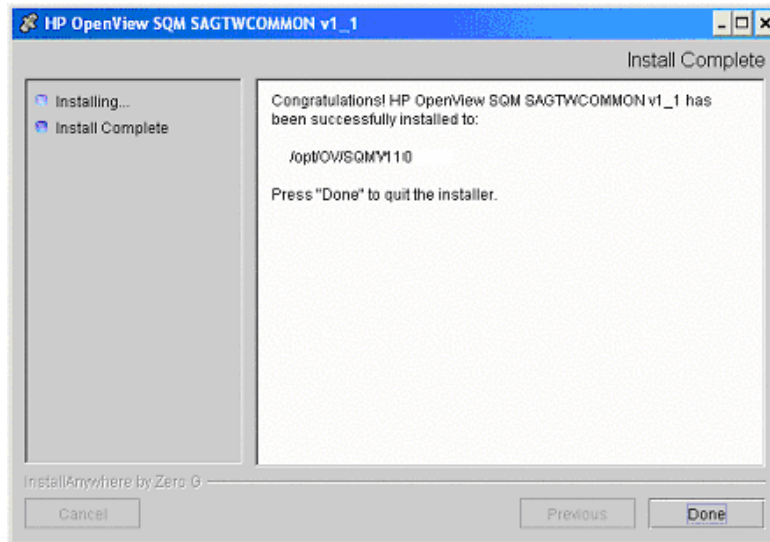 HP OpenView SQM SAGTWCOMMON v1_1
Install Complete
Installing...
Install Complete
Congratulations! HP OpenView SQM SAGTWCOMMON v1_1 has
been successfully installed to:
Press "Done" to quit the installer.
InstallAnywhere by Zero G
Cancel
Previous
Done